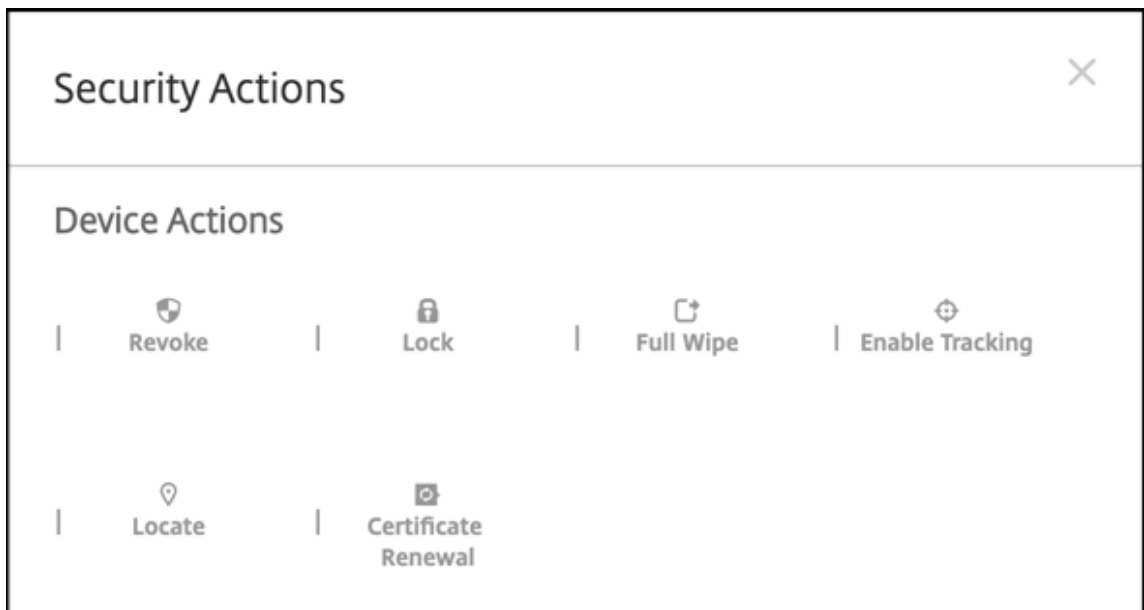 Security Actions
Device Actions
Revoke Lock Full Wipe Enable Tracking
Locate Certificate
Renewal